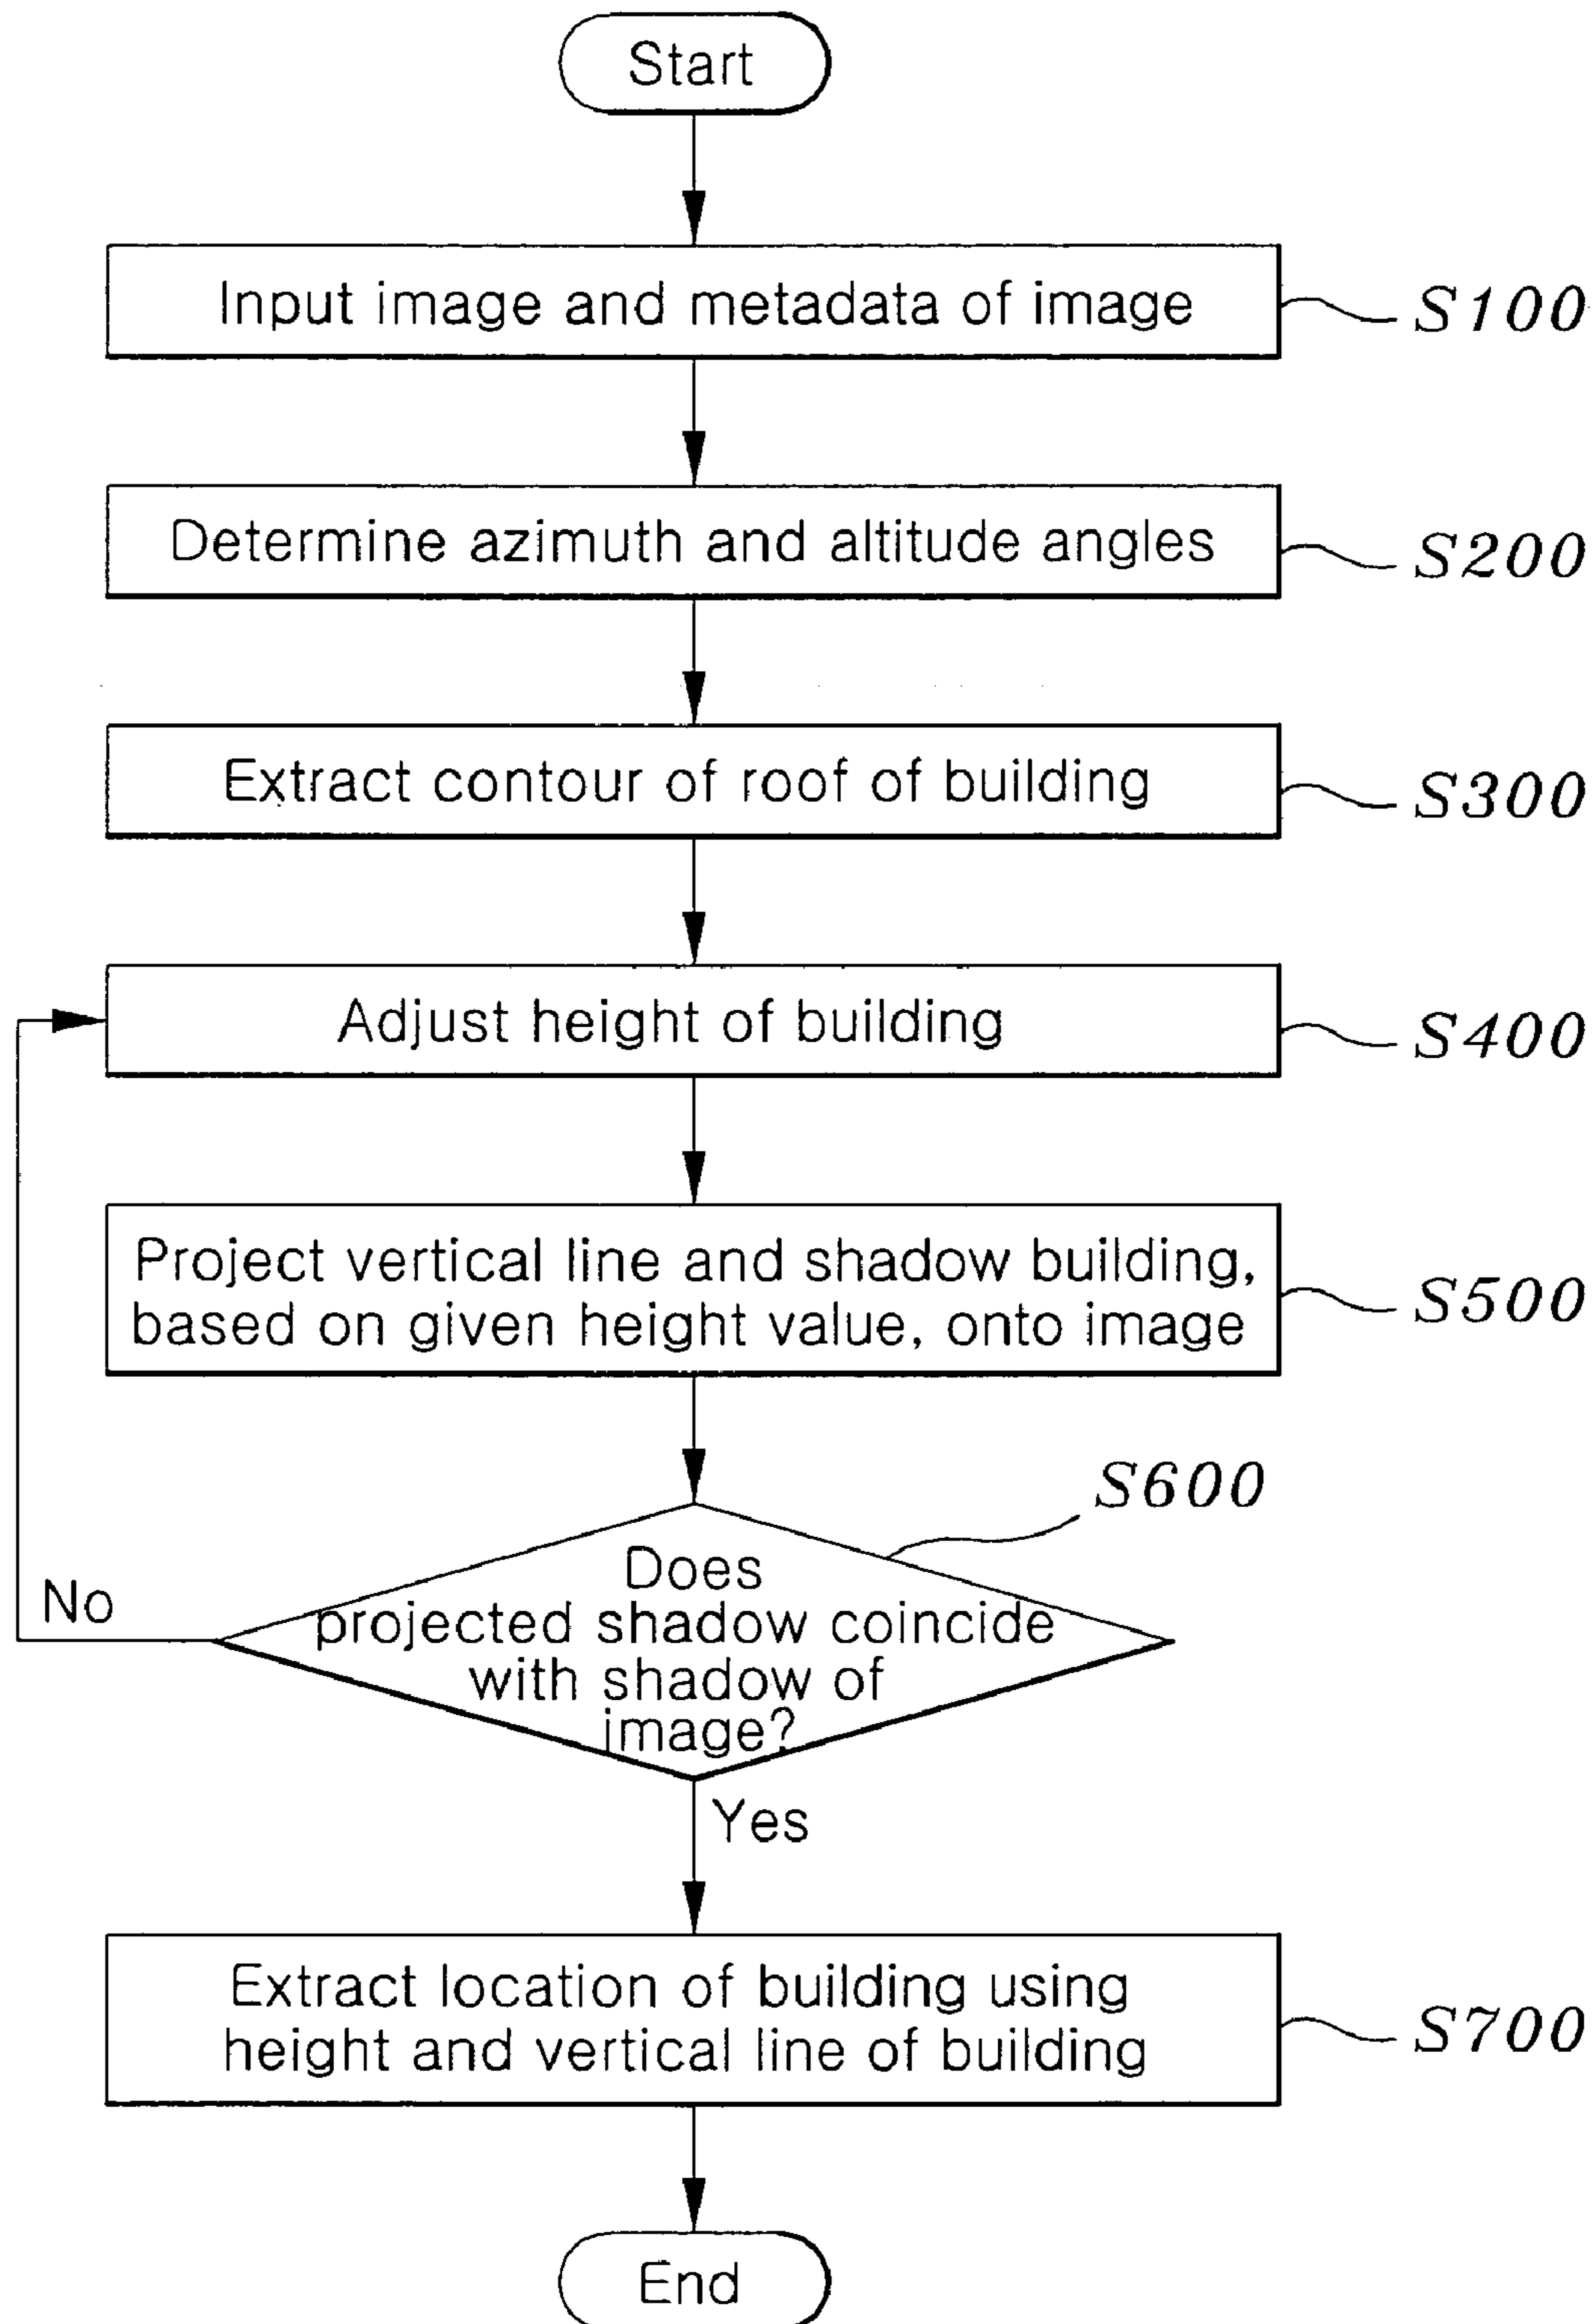 Start
Input image and metadata of image
S100
Determine azimuth and altitude angles
S200
Extract contour of roof of building
S300
Adjust height of building
S400
Project vertical line and shadow building,
based on given height value, onto image
S500
S600
Does
projected shadow coincide
with shadow of
image?
No
Yes
Extract location of building using
height and vertical line of building
S700
End